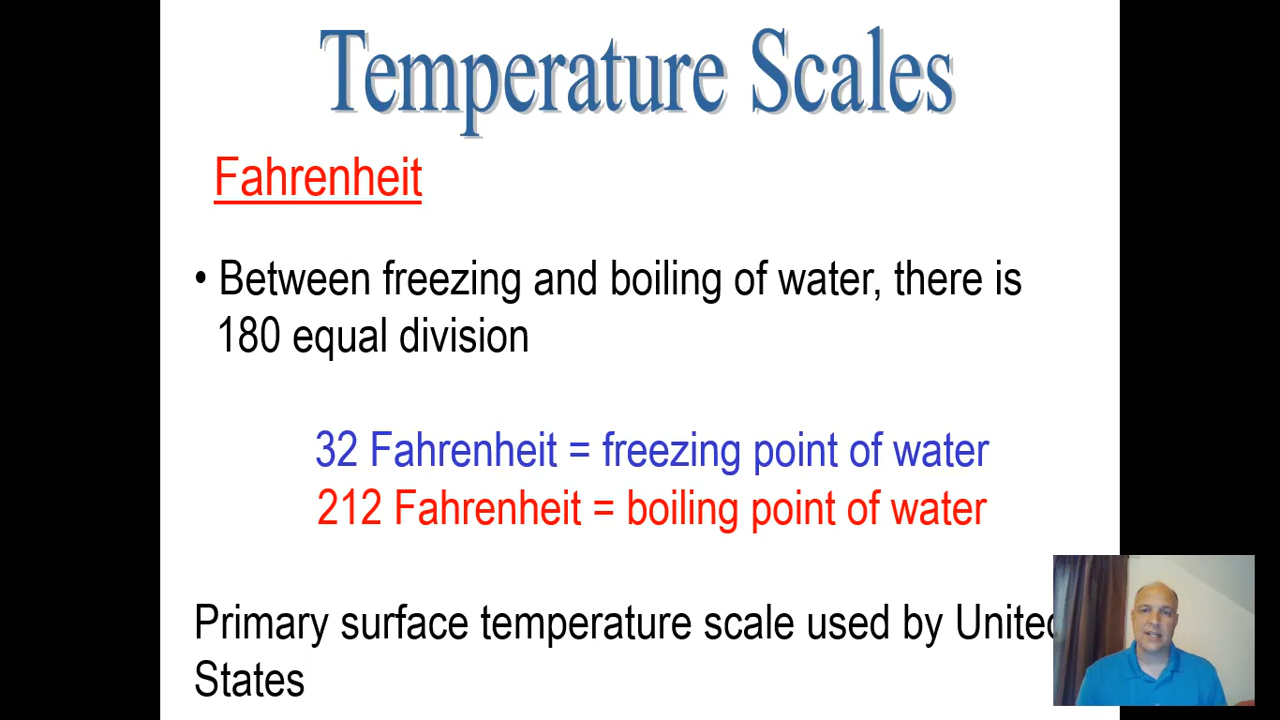 Temperature Scales
Fahrenheit
• Between freezing and boiling of water, there is
180 equal division
32 Fahrenheit = freezing point of water
212 Fahrenheit = boiling point of water
Primary surface temperature scale used by United
States